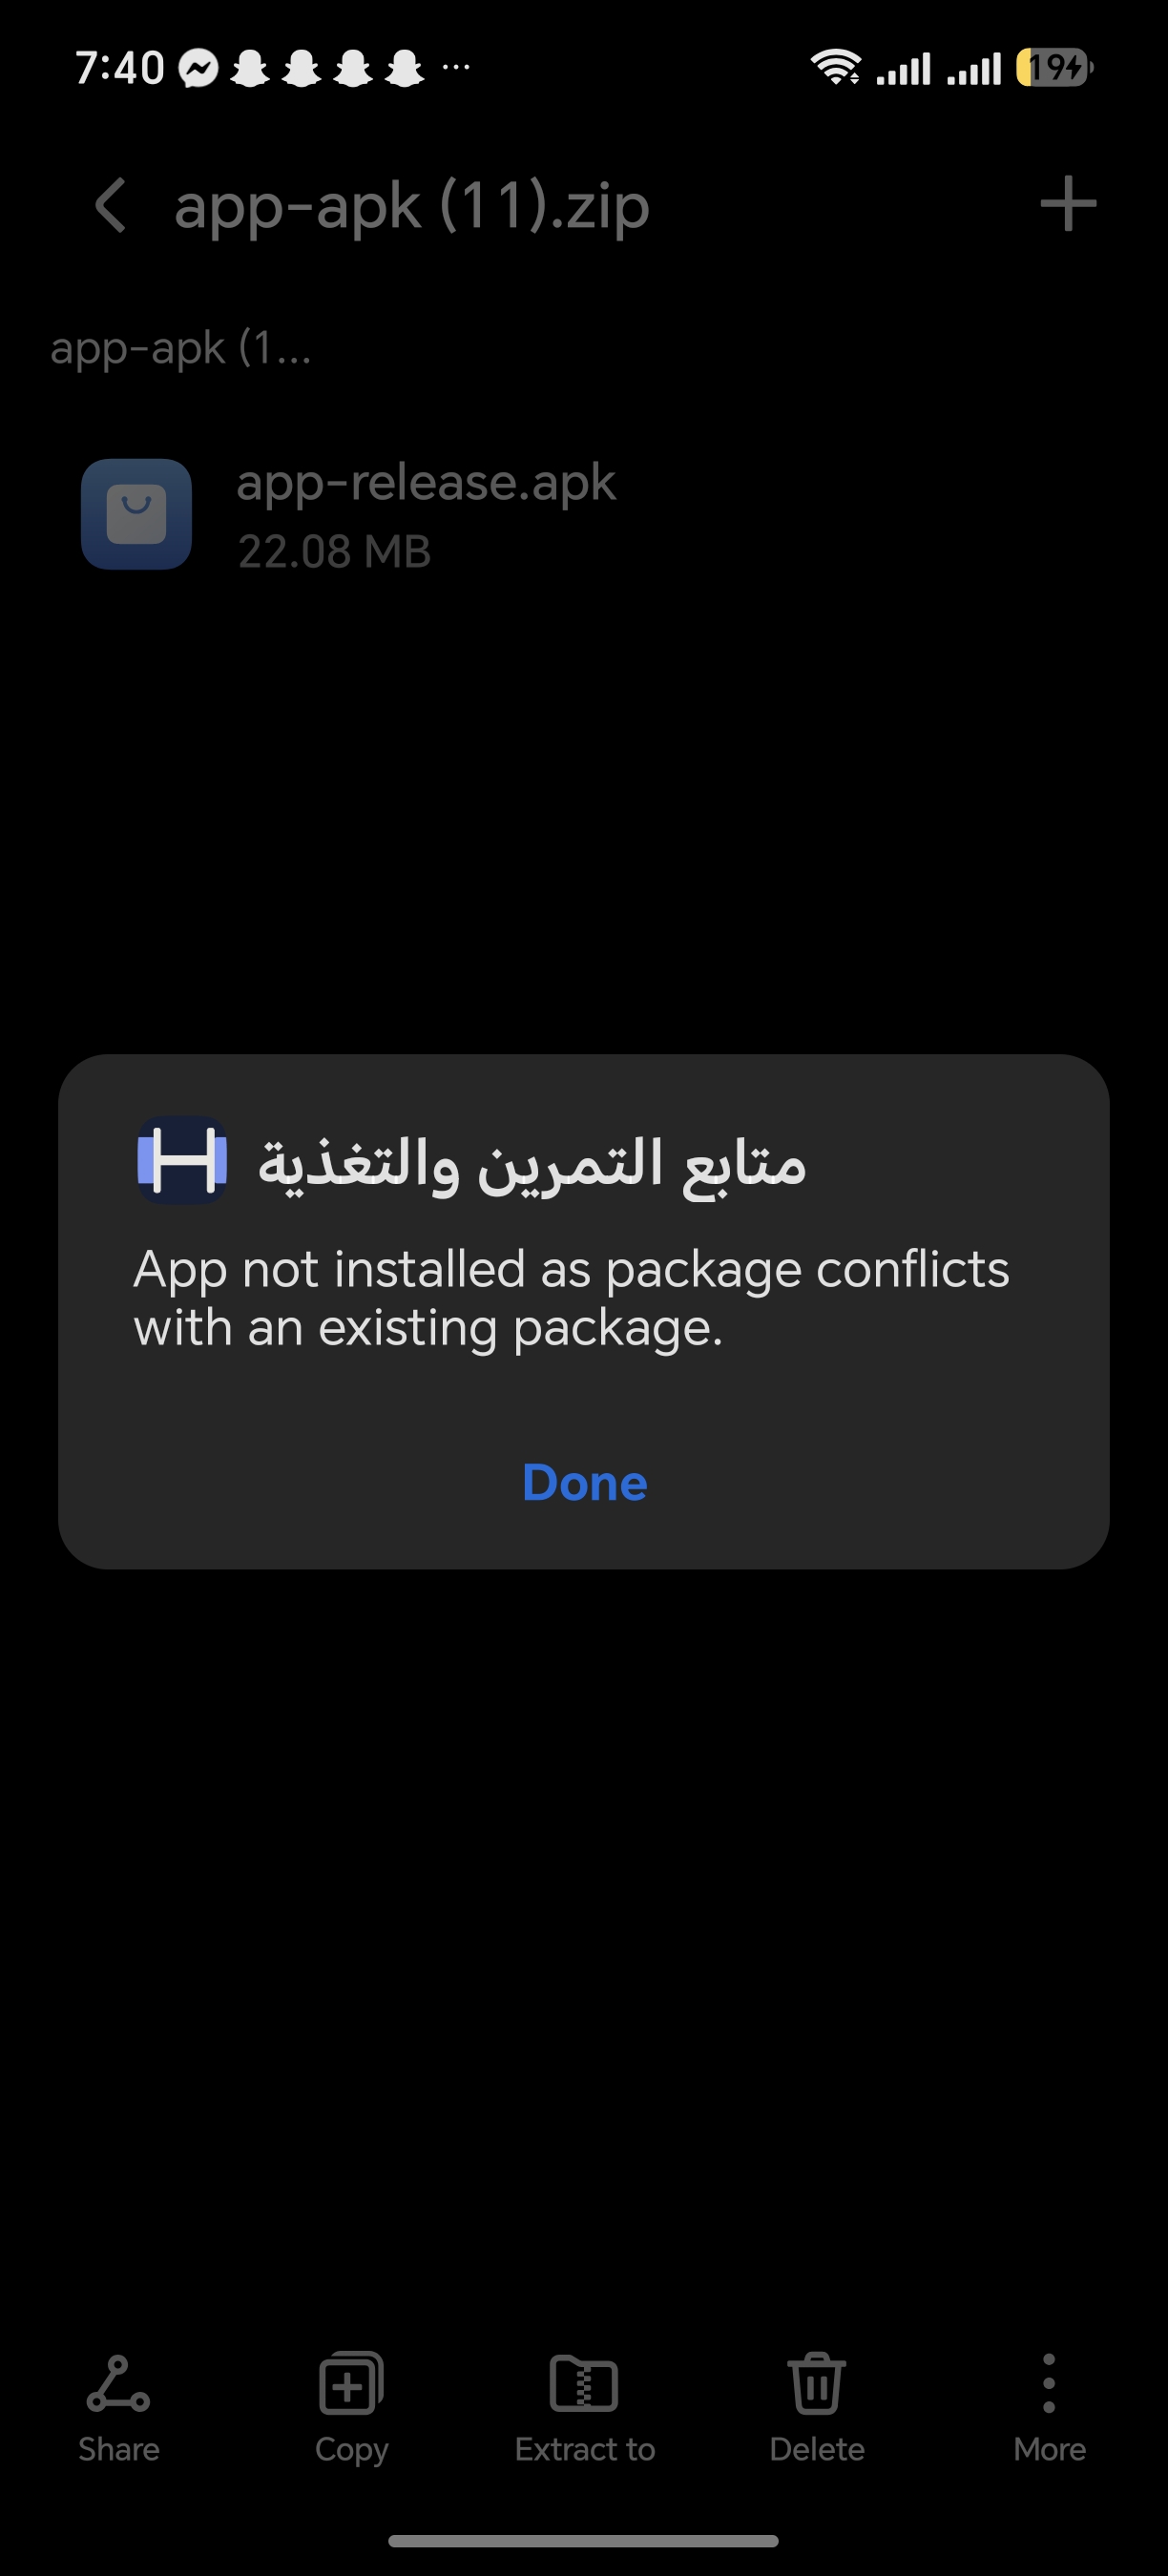 7:40
19
app-apk (11).zip
app-apk (1...
app-release.apk
22.08 MB
متابع التمرين والتغذية
App not installed as package conflicts
with an existing package.
Done
Share
Copy
Extract to
Delete
More